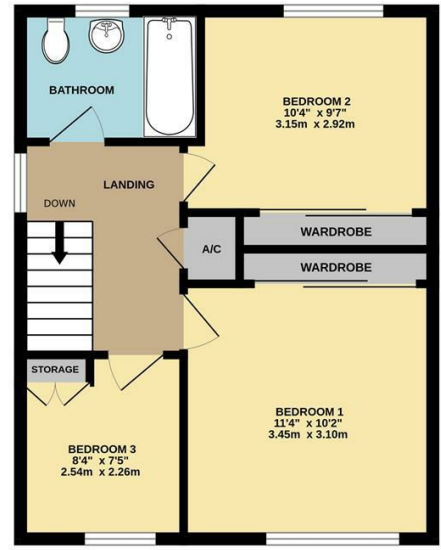 BATHROOM
BEDROOM 2
10'4" x 9'7"
3.15m x 2.92m
LANDING
DOWN
A/C
WARDROBE
WARDROBE
STORAGE
BEDROOM 3
8'4" x 7'5"
2.54m x 2.26m
BEDROOM 1
11'4" x 10'2"
3.45m x 3.10m